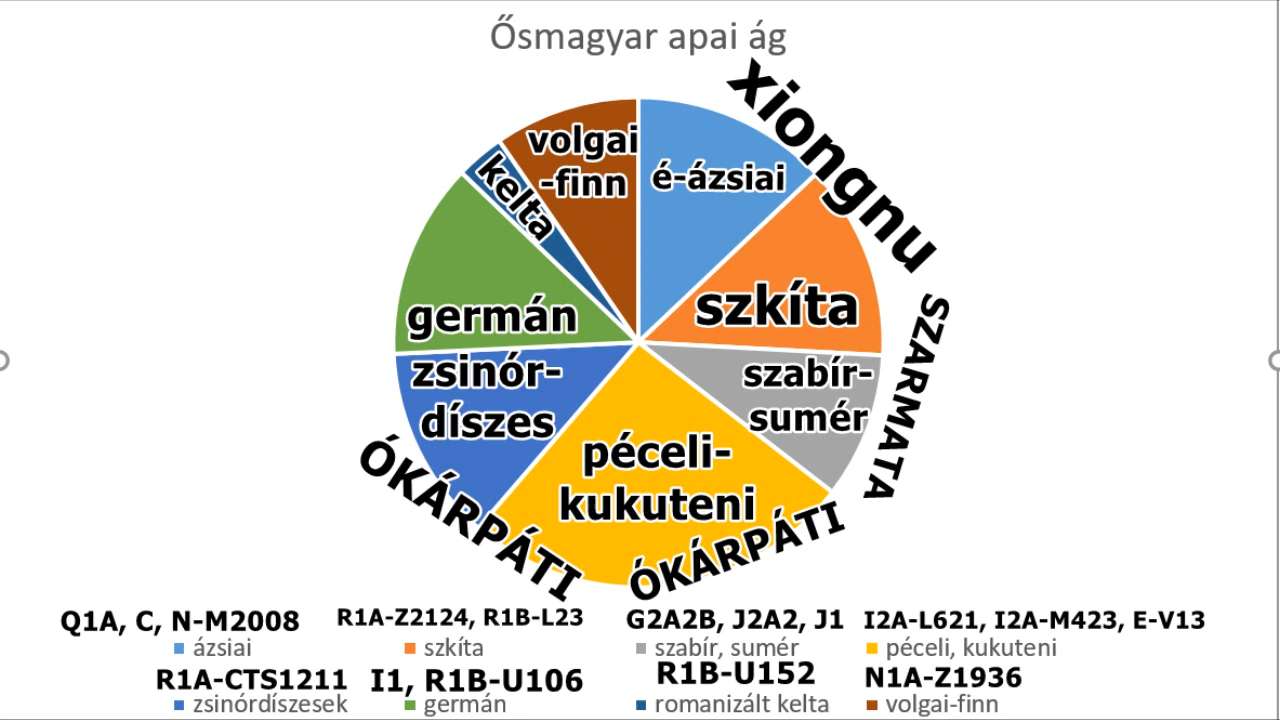 Ősmagyar apai ág
xiongnu
volgai
-finn
kelta
é-ázsiai
szkíta
germán
SZARMATA
zsinór-
díszes
szabír-
sumér
péceli-
kukuteni
ÓKÁRPÁTI
ÓKÁRPÁTI
Q1A, C, N-M2008
R1A-Z2124, R1B-L23
G2A2B, J2A2, J1
I2A-L621, I2A-M423, E-V13
ázsiai
szkíta
szabír, sumér
péceli, kukuteni
R1A-CTS1211
I1, R1B-U106
R1B-U152
N1A-Z1936
zsinórdíszesek
germán
romanizált kelta
volgai-finn